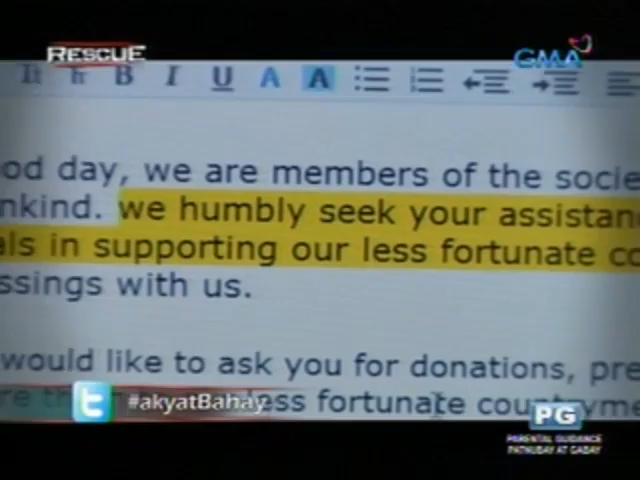 RESCUE
GMA
Tt B I U A A
od day, we are members of the socie
nkind. we humbly seek your assistan
als in supporting our less fortunate co
ssings with us.
would like to ask you for donations, pre
#akyatBahay
ess fortunate countryme
PG
PARENTAL GUIDANCE
PATNUBAY AT GABAY